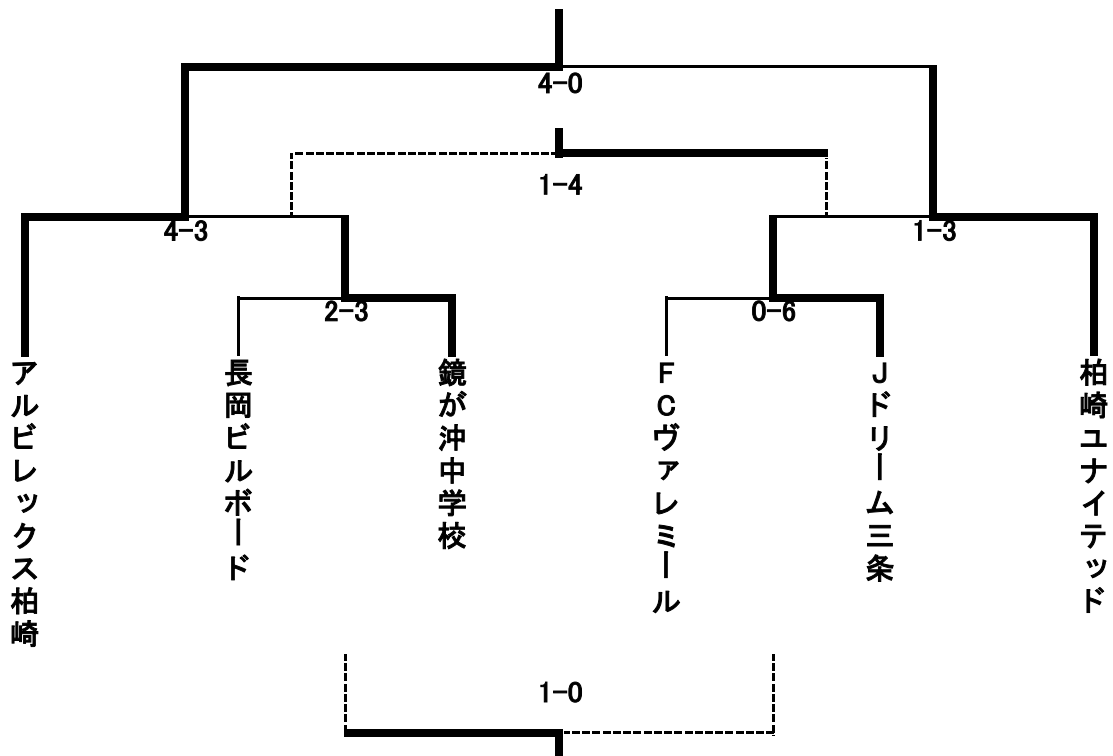 4-0
1-4
4-3
1-3
2-3
0-6
アルビレックス柏崎
長岡ビルボード
鏡が沖中学校
FCヴァレミール
Jドリーム三条
柏崎ユナイテッド
1-0